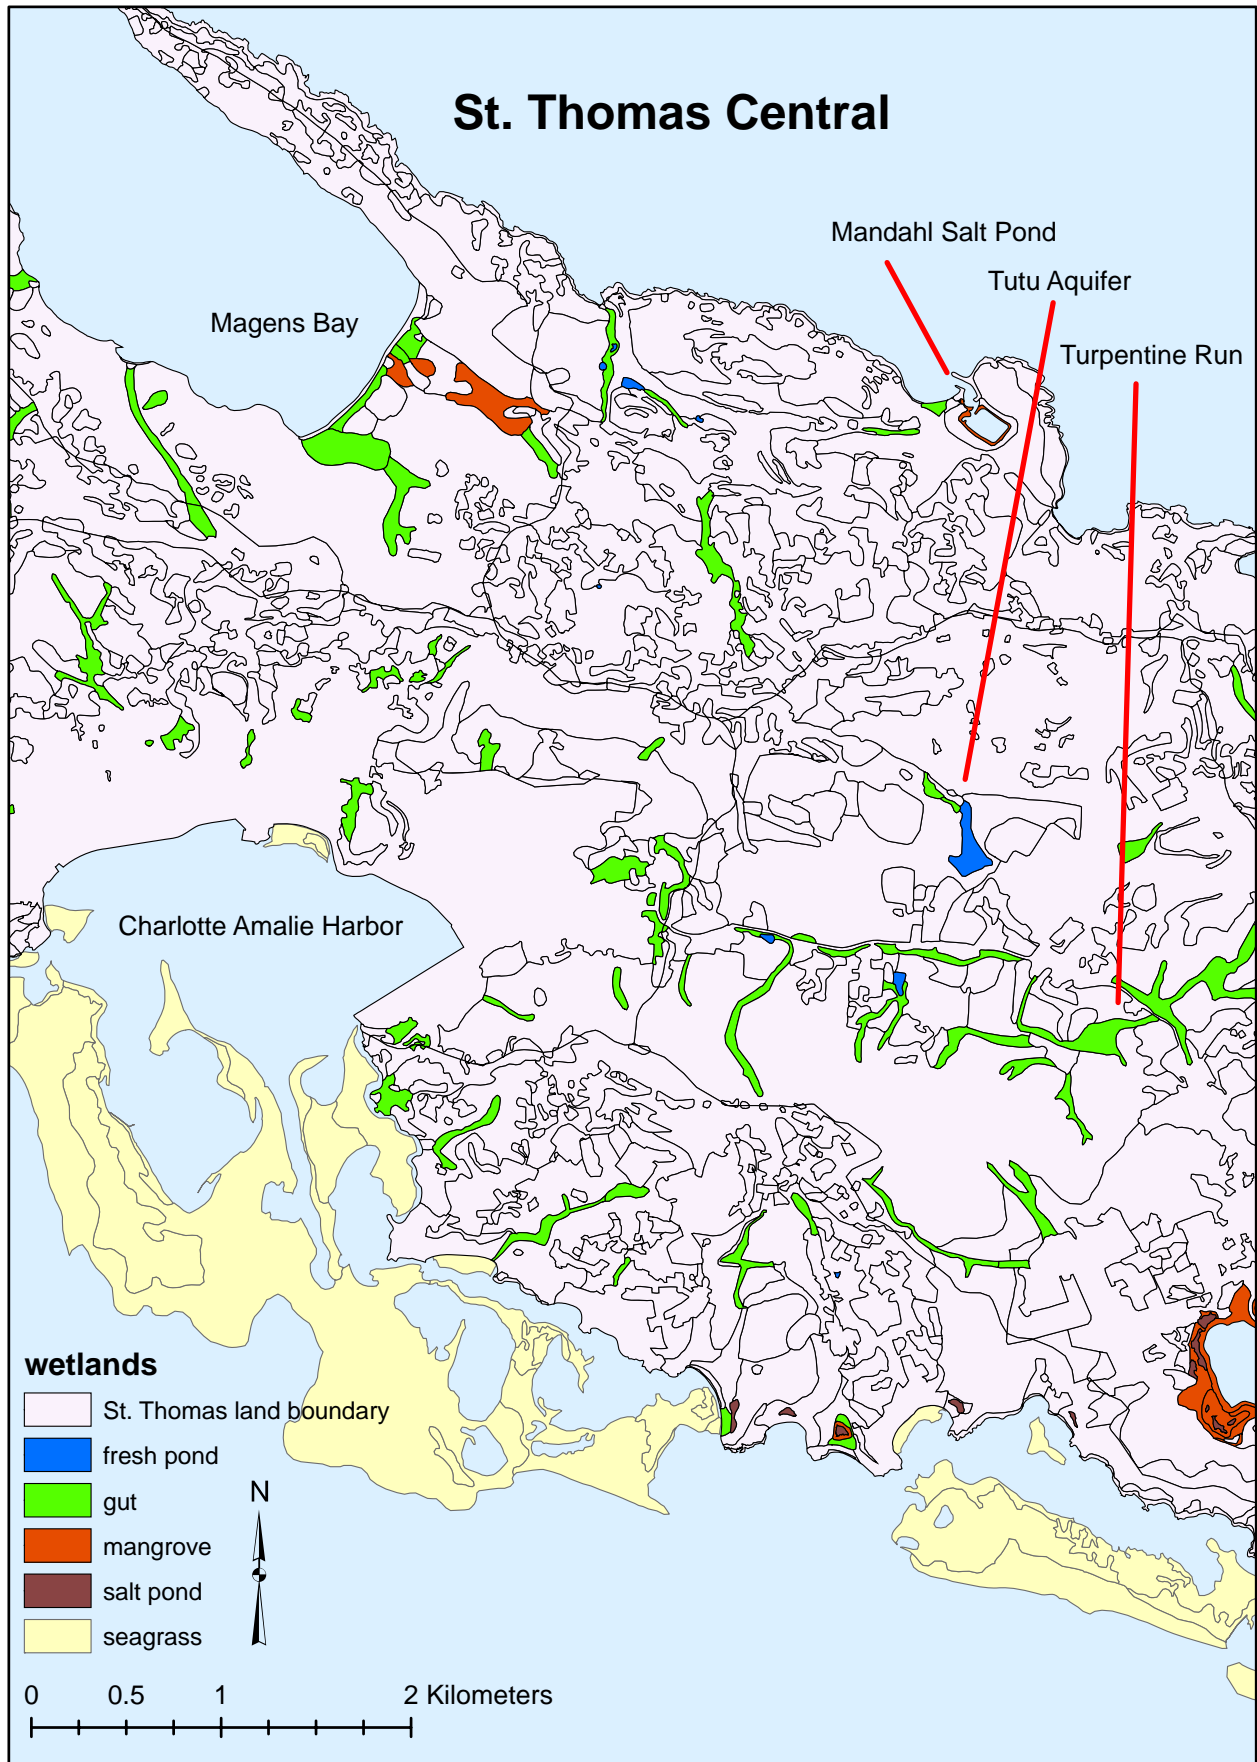 St. Thomas Central
Mandahl Salt Pond
Tutu Aquifer
Magens Bay
Turpentine Run
Charlotte Amalie Harbor
wetlands
St. Thomas land boundary
fresh pond
gut
mangrove
salt pond
seagrass
N
0 0.5 1 2 Kilometers